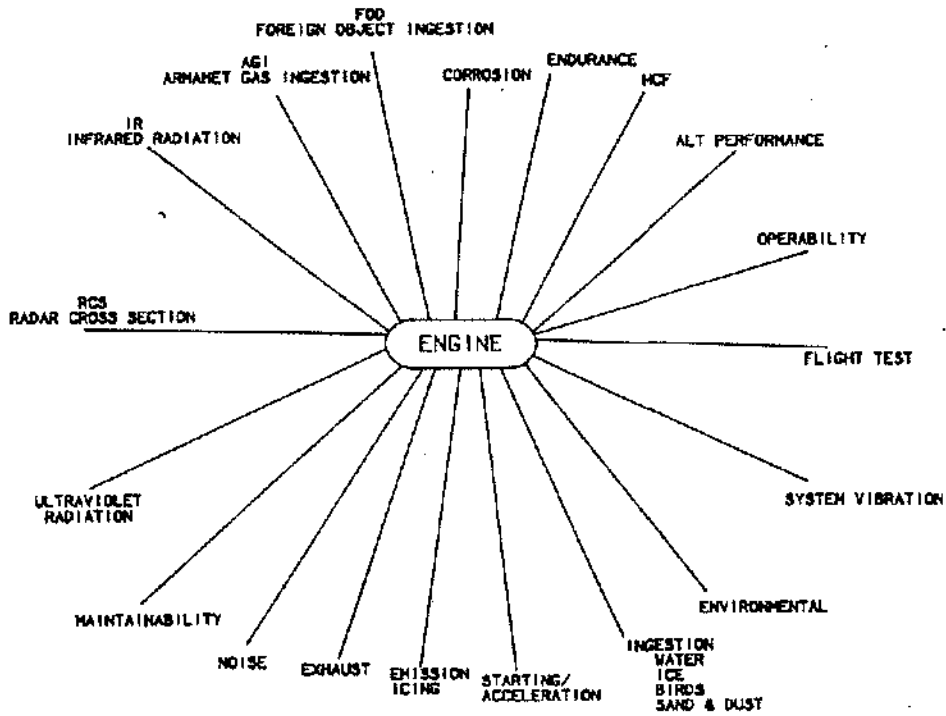 FOD
FOREIGN OBJECT INGESTION
AGI
ARMAMET GAS INGESTION
CORROSION
ENDURANCE
HCF
IR
INFRARED RADIATION
ALT PERFORMANCE
OPERABILITY
RCS
RADAR CROSS SECTION
ENGINE
FLIGHT TEST
ULTRAVIOLET
RADIATION
SYSTEM VIBRATION
MAINTAINABILITY
ENVIRONMENTAL
NOISE
EXHAUST
EMISSION
ICING
STARTING/
ACCELERATION
INGESTION
WATER
ICE
BIRDS
SAND & DUST